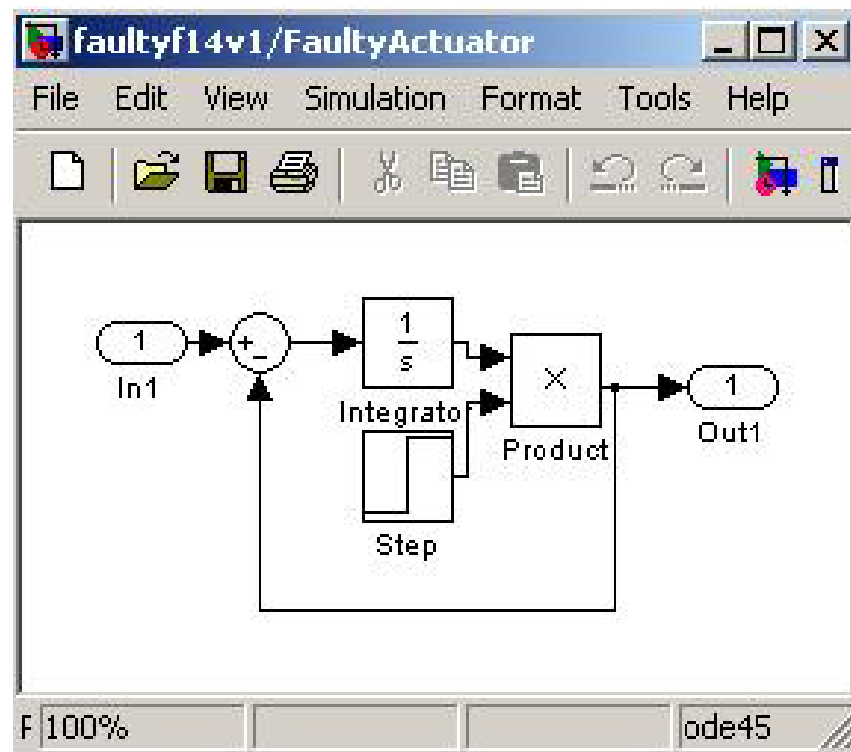 faultyf14v1/FaultyActuator
File Edit View Simulation Format Tools Help
1
In1
+
−
1
s
Integrato
Step
×
Product
1
Out1
F 100% ode45